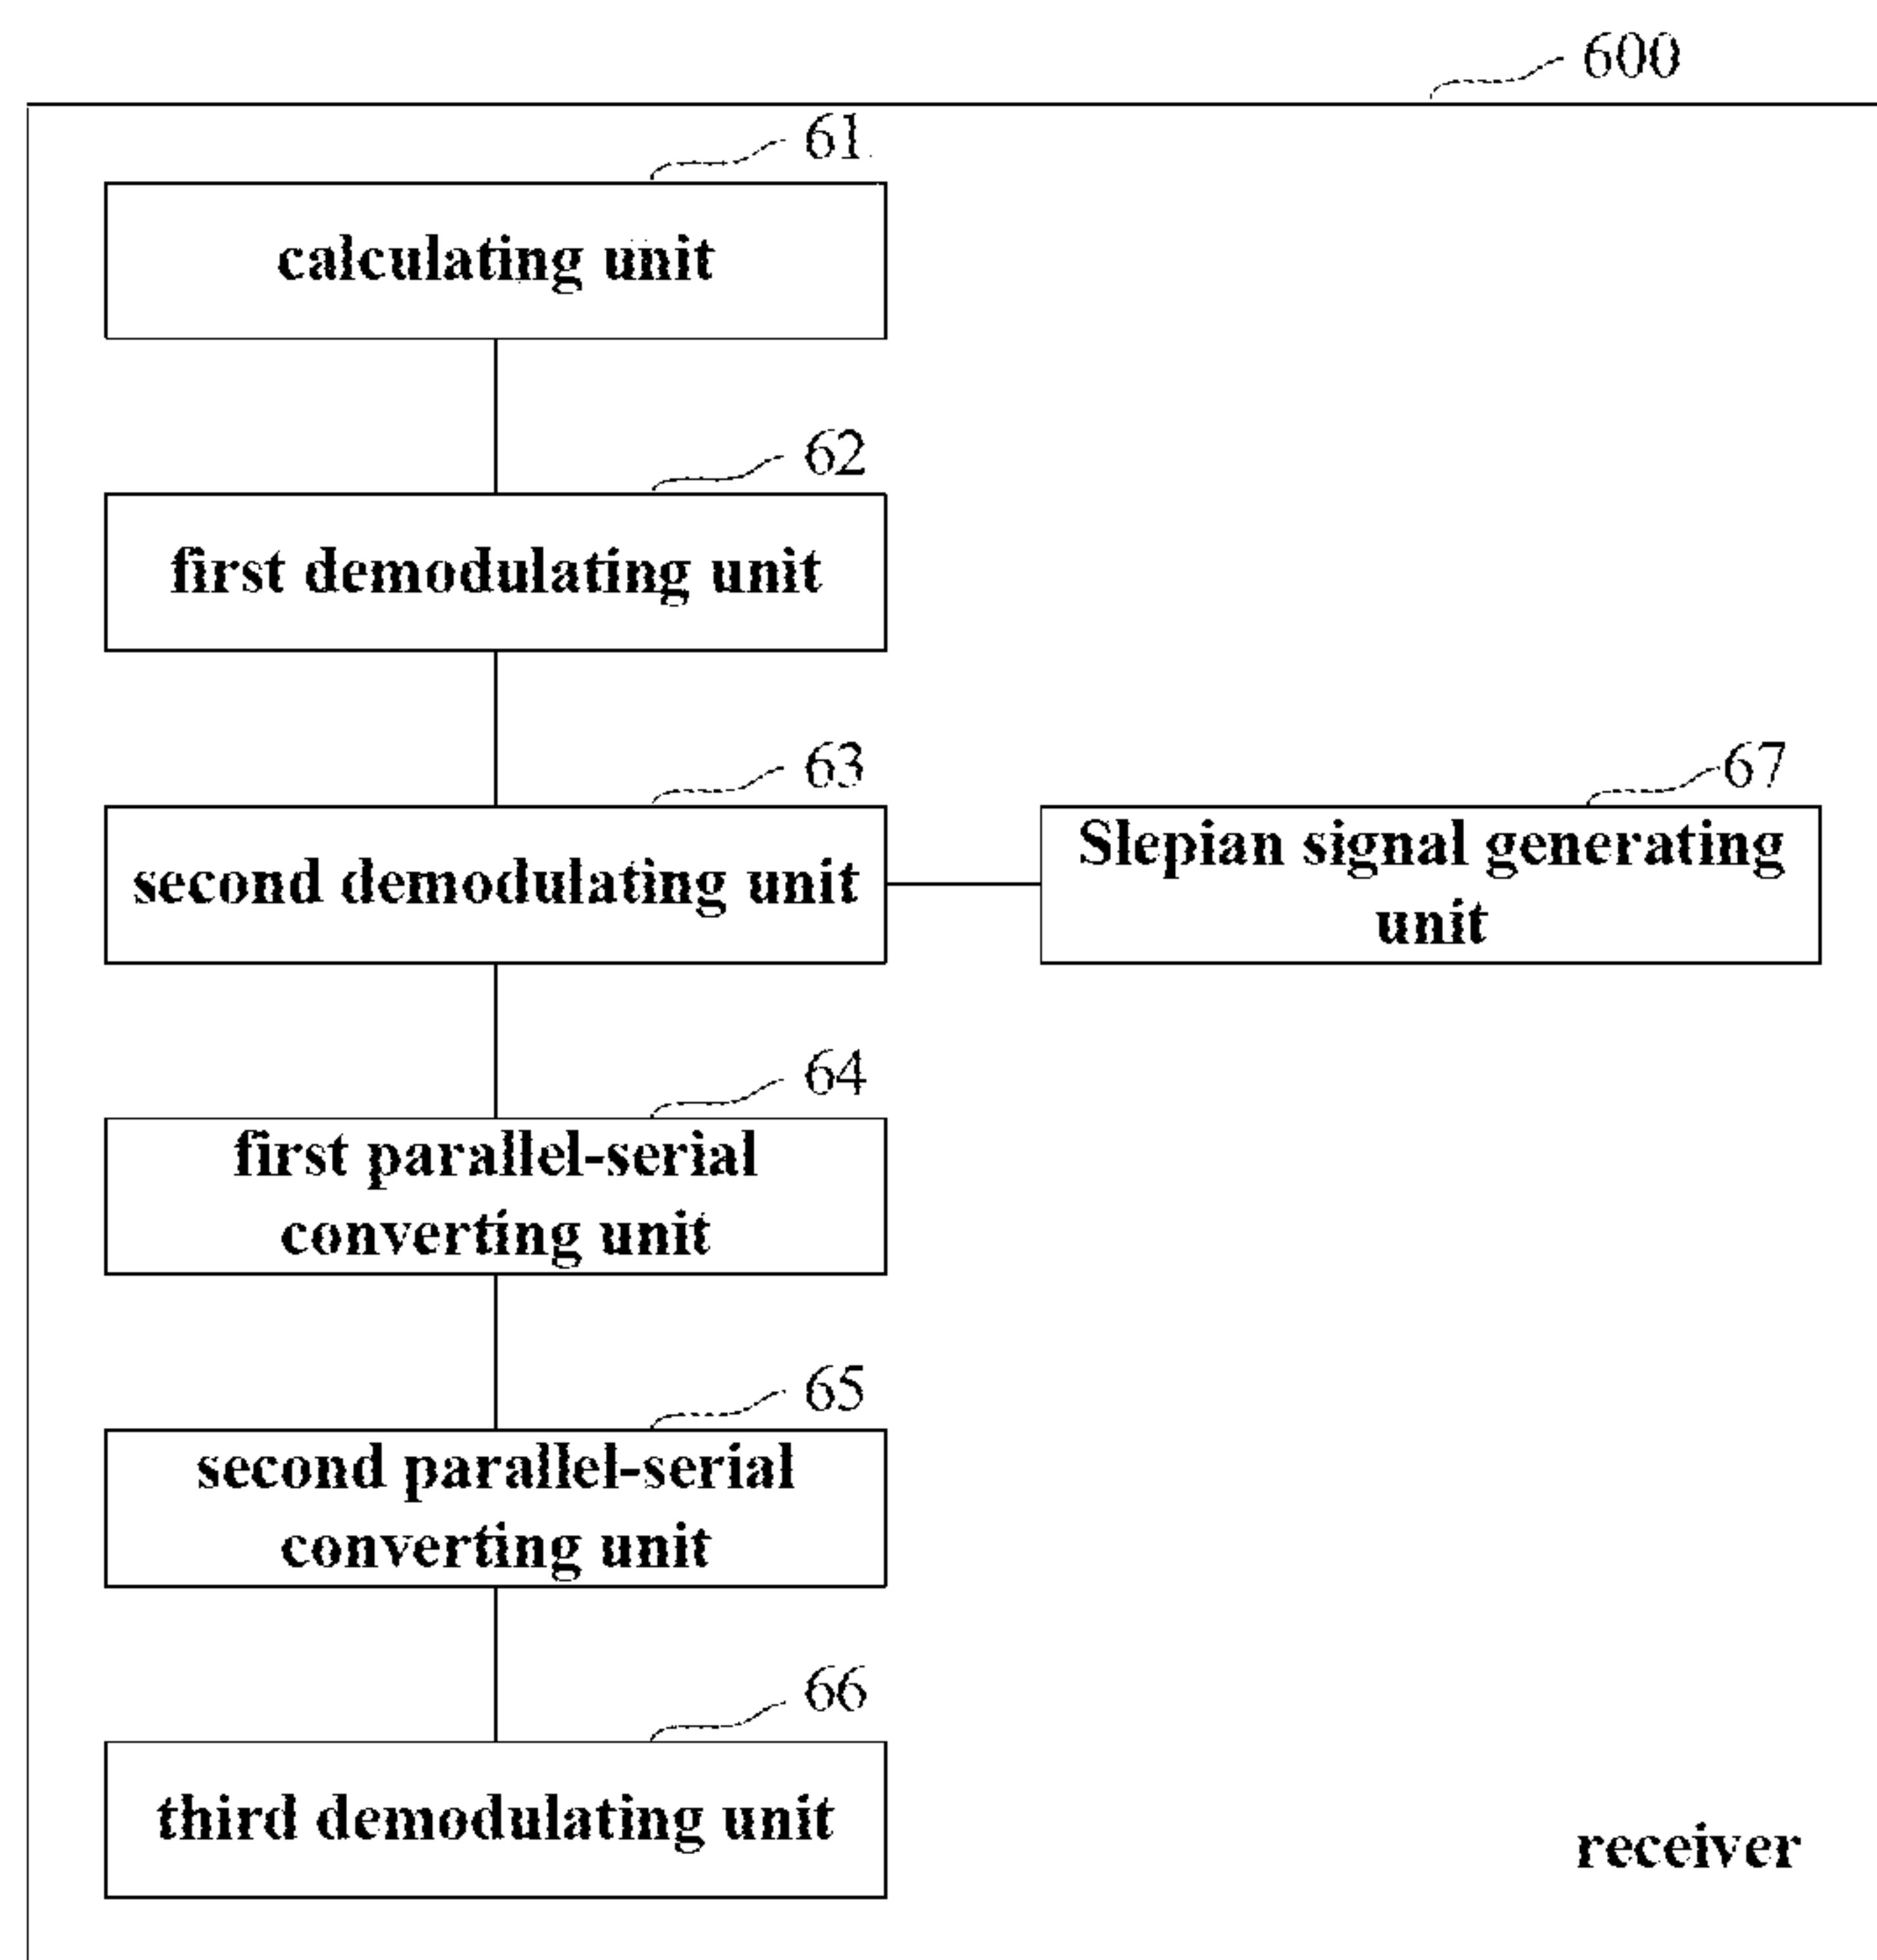 600
61
calculating unit
62
first demodulating unit
63
second demodulating unit
67
Slepian signal generating
unit
64
first parallel-serial
converting unit
65
second parallel-serial
converting unit
66
third demodulating unit
receiver